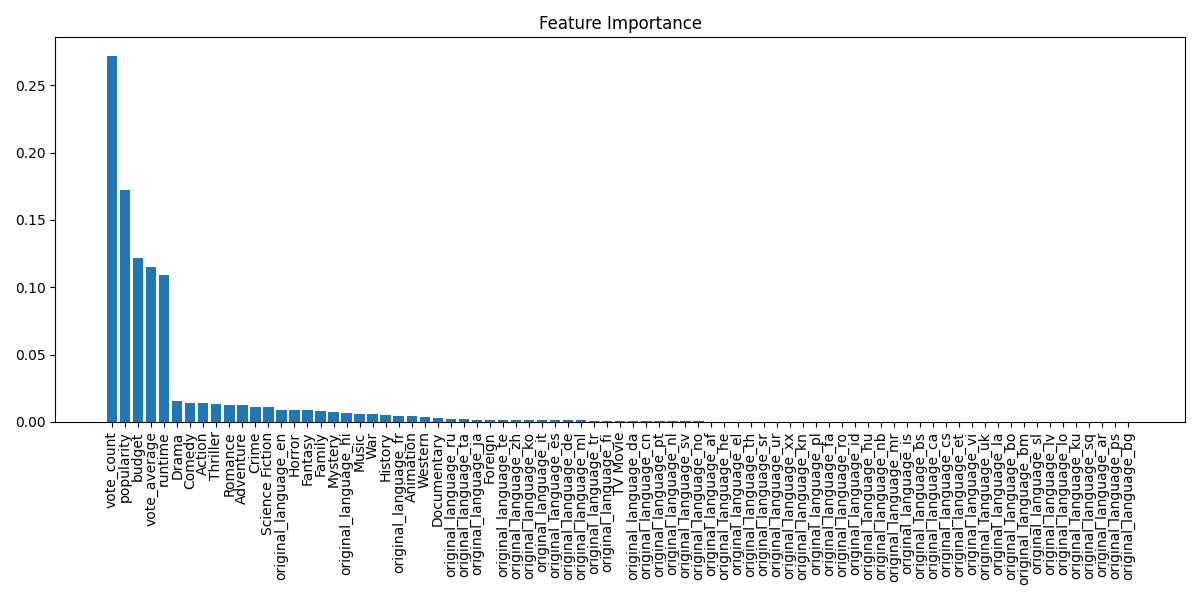 Feature Importance
0.25
0.20
0.15
0.10
0.05
0.00
vote_count
popularity
budget
vote_average
runtime
Drama
Comedy
Action
Thriller
Romance
Adventure
Crime
Science Fiction
original_language_en
Horror
Fantasy
Family
Mystery
original_language_hi
Music
War
History
original_language_fr
Animation
Western
Documentary
original_language_ru
original_language_ta
original_language_ja
Foreign
original_language_te
original_language_zh
original_language_ko
original_language_it
original_language_es
original_language_de
original_language_ml
original_language_tr
original_language_fi
TV Movie
original_language_da
original_language_cn
original_language_pt
original_language_nl
original_language_sv
original_language_no
original_language_af
original_language_he
original_language_el
original_language_th
original_language_sr
original_language_ur
original_language_xx
original_language_kn
original_language_pl
original_language_fa
original_language_ro
original_language_id
original_language_hu
original_language_nb
original_language_mr
original_language_is
original_language_bs
original_language_ca
original_language_cs
original_language_et
original_language_vi
original_language_uk
original_language_la
original_language_bo
original_language_bm
original_language_sl
original_language_lv
original_language_lo
original_language_ku
original_language_sq
original_language_ar
original_language_ps
original_language_bg